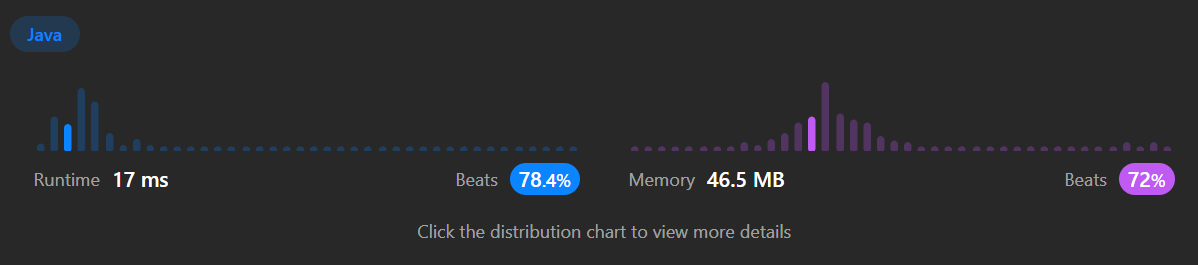 Java
Runtime 17 ms Beats 78.4% Memory 46.5 MB Beats 72%
Click the distribution chart to view more details